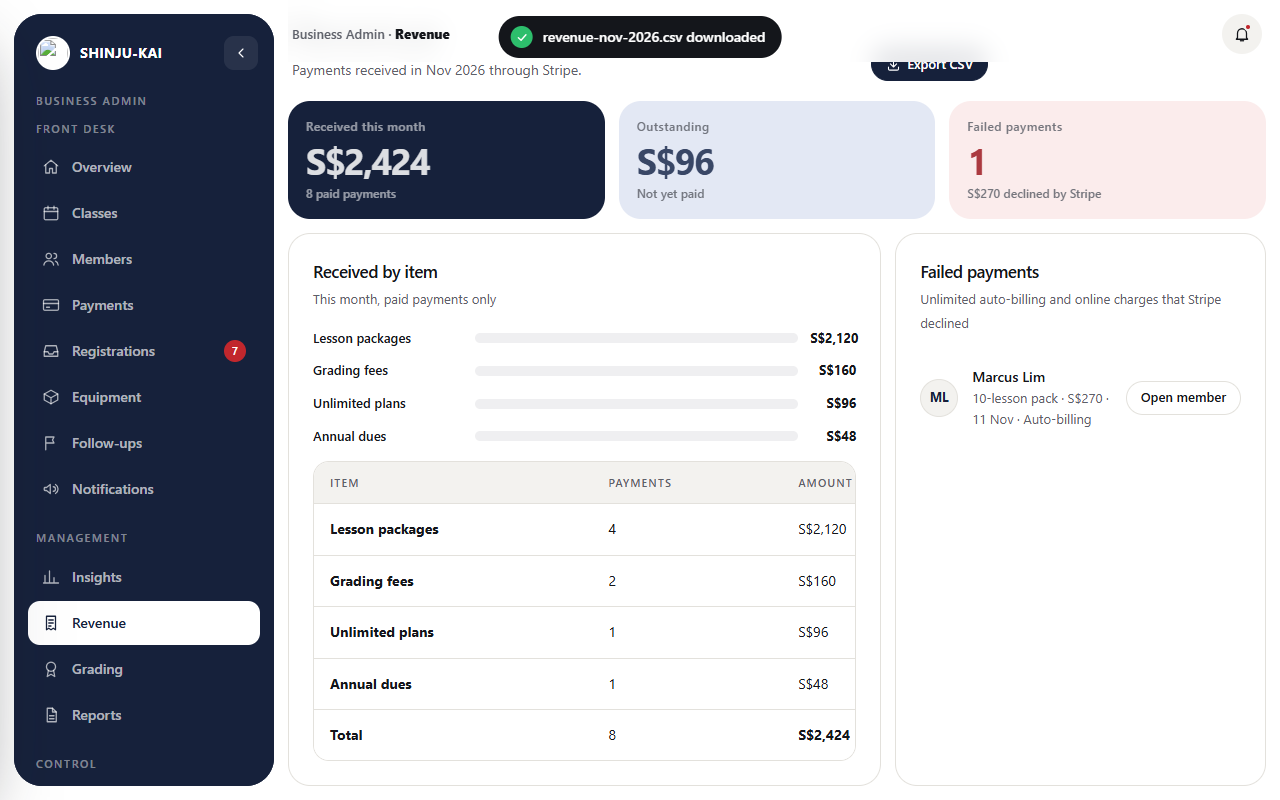 SHINJU-KAI
BUSINESS ADMIN
FRONT DESK
Overview
Classes
Members
Payments
Registrations
7
Equipment
Follow-ups
Notifications
MANAGEMENT
Insights
Revenue
Grading
Reports
CONTROL
Business Admin · Revenue
revenue-nov-2026.csv downloaded
Payments received in Nov 2026 through Stripe.
Export CSV
Received this month
S$2,424
8 paid payments
Outstanding
S$96
Not yet paid
Failed payments
1
S$270 declined by Stripe
Received by item
This month, paid payments only
Lesson packages S$2,120
Grading fees S$160
Unlimited plans S$96
Annual dues S$48
ITEM PAYMENTS AMOUNT
Lesson packages 4 S$2,120
Grading fees 2 S$160
Unlimited plans 1 S$96
Annual dues 1 S$48
Total 8 S$2,424
Failed payments
Unlimited auto-billing and online charges that Stripe
declined
ML
Marcus Lim
10-lesson pack · S$270 ·
11 Nov · Auto-billing
Open member